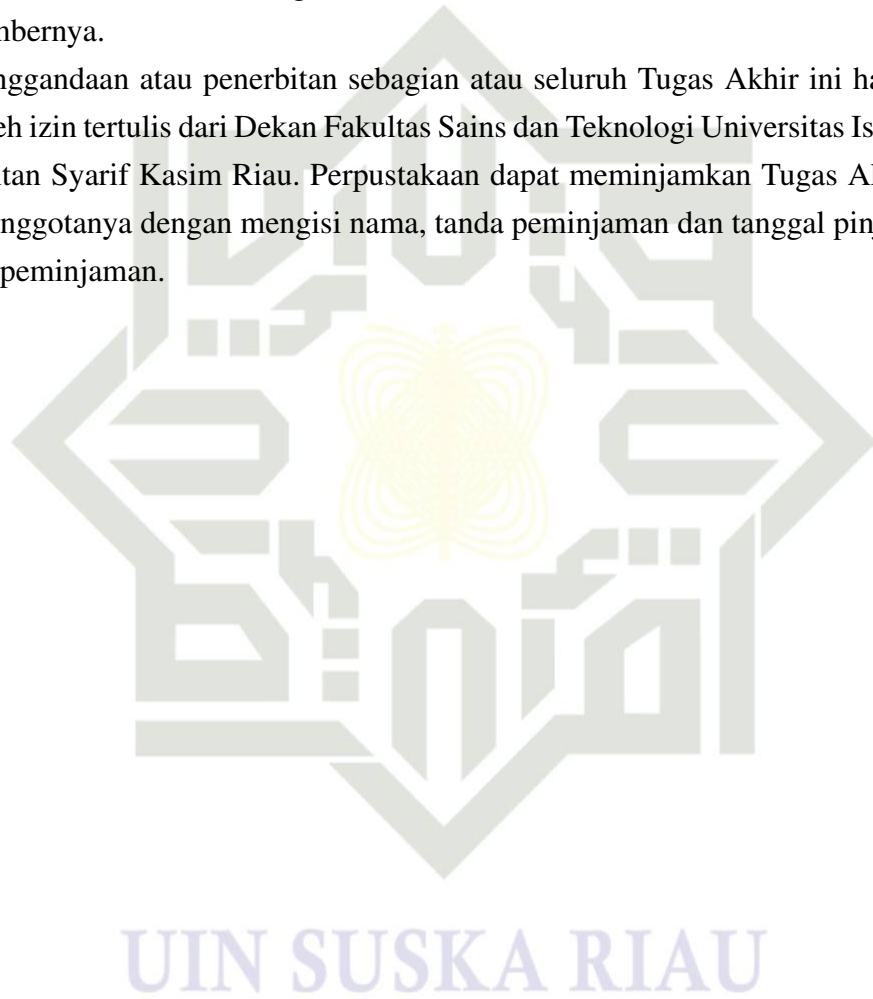 mbernya.
nggandaan atau penerbitan sebagian atau seluruh Tugas Akhir ini ha
eh izin tertulis dari Dekan Fakultas Sains dan Teknologi Universitas Is
tan Syarif Kasim Riau. Perpustakaan dapat meminjamkan Tugas A
nggotanya dengan mengisi nama, tanda peminjaman dan tanggal pin
peminjaman.
UIN SUSKA RIAU